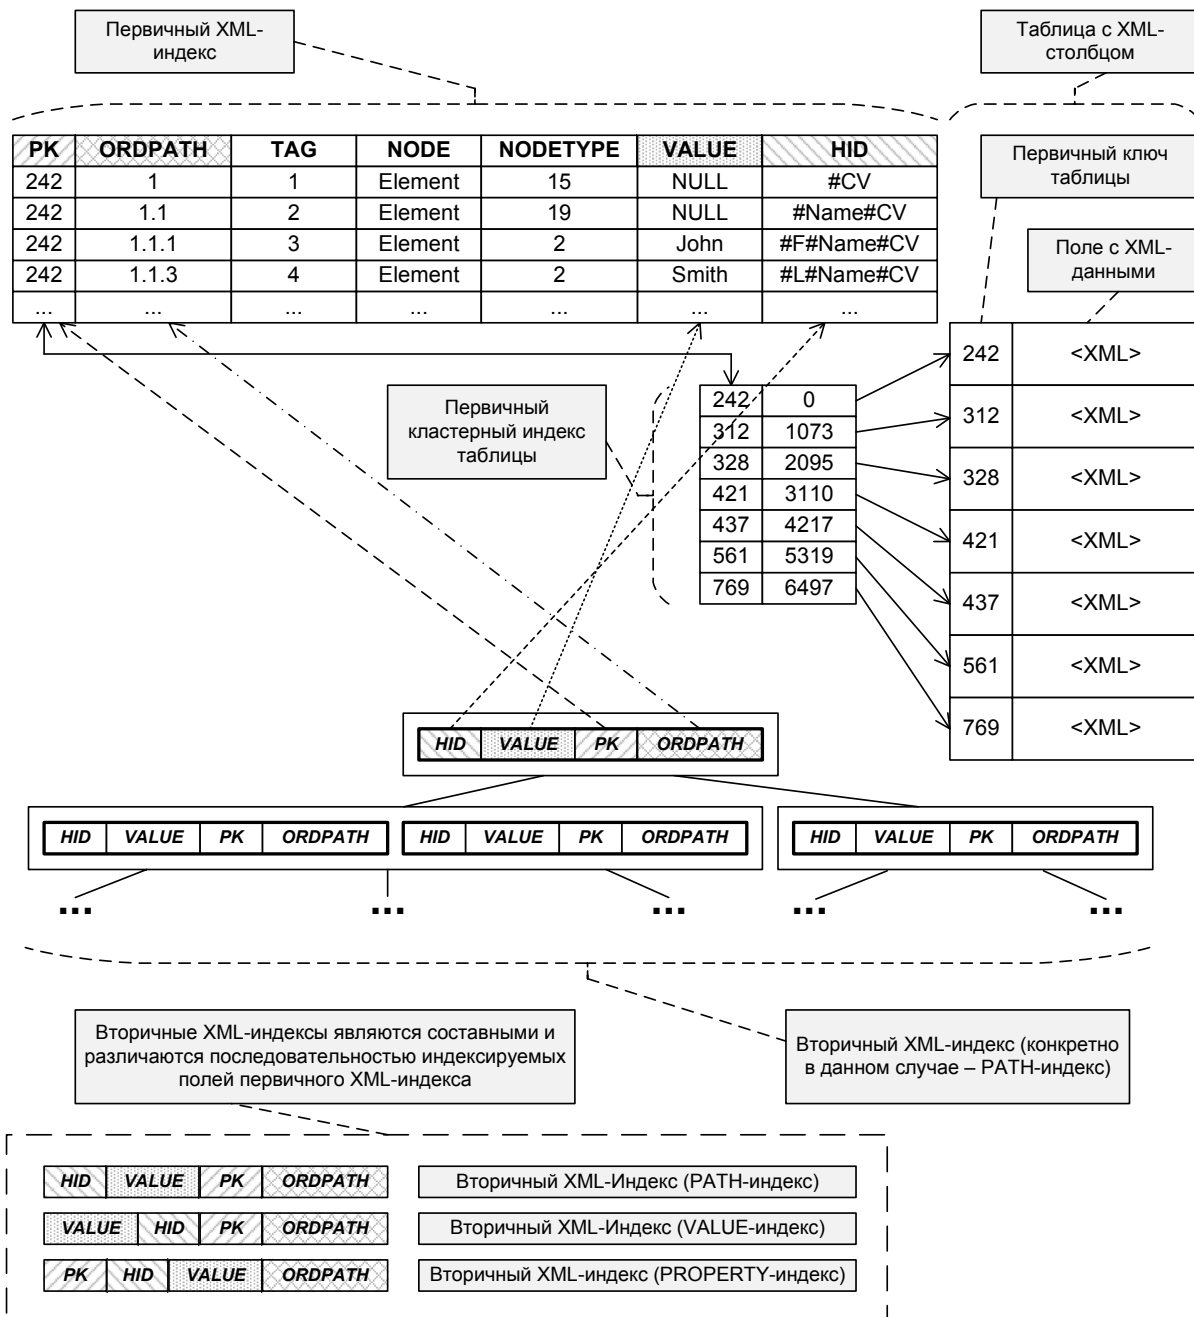 Первичный XML-
индекс
Таблица с XML-
столбцом
PK ORDPATH TAG NODE NODETYPE VALUE HID
242 1 1 Element 15 NULL #CV
242 1.1 2 Element 19 NULL #Name#CV
242 1.1.1 3 Element 2 John #F#Name#CV
242 1.1.3 4 Element 2 Smith #L#Name#CV
... ... ... ... ... ... ...
Первичный ключ
таблицы
Поле с XML-
данными
Первичный
кластерный индекс
таблицы
242 0
312 1073
328 2095
421 3110
437 4217
561 5319
769 6497
242 <XML>
312 <XML>
328 <XML>
421 <XML>
437 <XML>
561 <XML>
769 <XML>
HID VALUE PK ORDPATH
HID VALUE PK ORDPATH HID VALUE PK ORDPATH HID VALUE PK ORDPATH
... ... ... ... ...
Вторичные XML-индексы являются составными и
различаются последовательностью индексируемых
полей первичного XML-индекса
Вторичный XML-индекс (конкретно
в данном случае – PATH-индекс)
HID VALUE PK ORDPATH Вторичный XML-Индекс (PATH-индекс)
VALUE HID PK ORDPATH Вторичный XML-Индекс (VALUE-индекс)
PK HID VALUE ORDPATH Вторичный XML-индекс (PROPERTY-индекс)